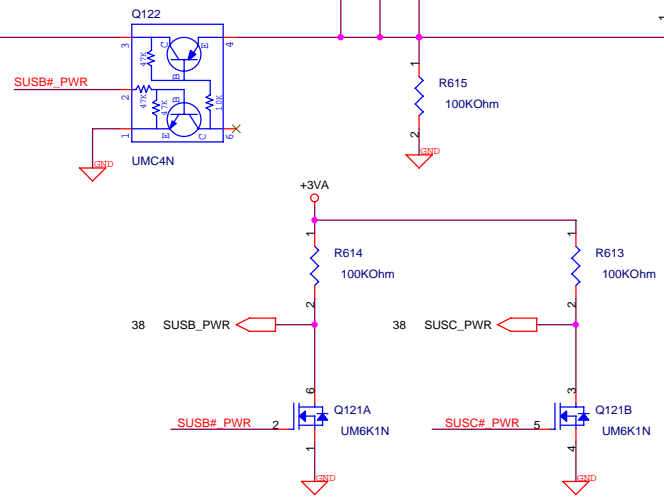 Q122
3
C
E
4
47K
B
SUSB#_PWR
2
47K
B
47K
10K
1
E
C
6
GND
UMC4N
1
R615
100KOhm
2
GND
+3VA
1
R614
100KOhm
2
1
R613
100KOhm
2
38 SUSB_PWR
38 SUSC_PWR
6
Q121A
SUSB#_PWR 2
UM6K1N
1
GND
3
Q121B
SUSC#_PWR 5
UM6K1N
4
GND